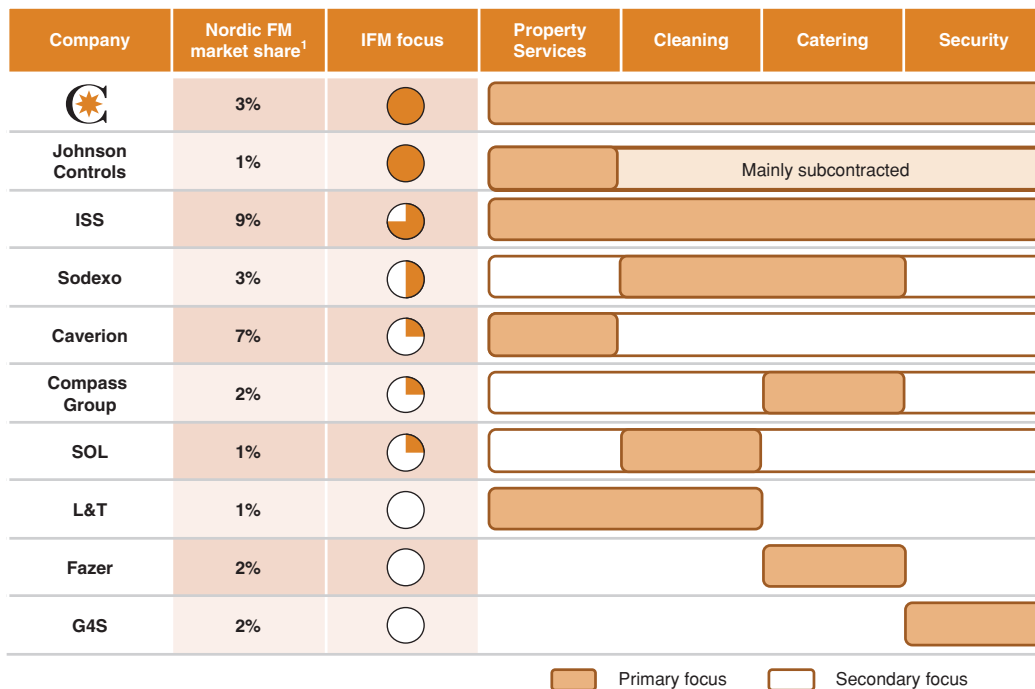 Company
Nordic FM
market share1
IFM focus
Property
Services
Cleaning
Catering
Security
C
3%
Johnson
Controls
1%
Mainly subcontracted
ISS
9%
Sodexo
3%
Caverion
7%
Compass
Group
2%
SOL
1%
L&T
1%
Fazer
2%
G4S
2%
Primary focus
Secondary focus